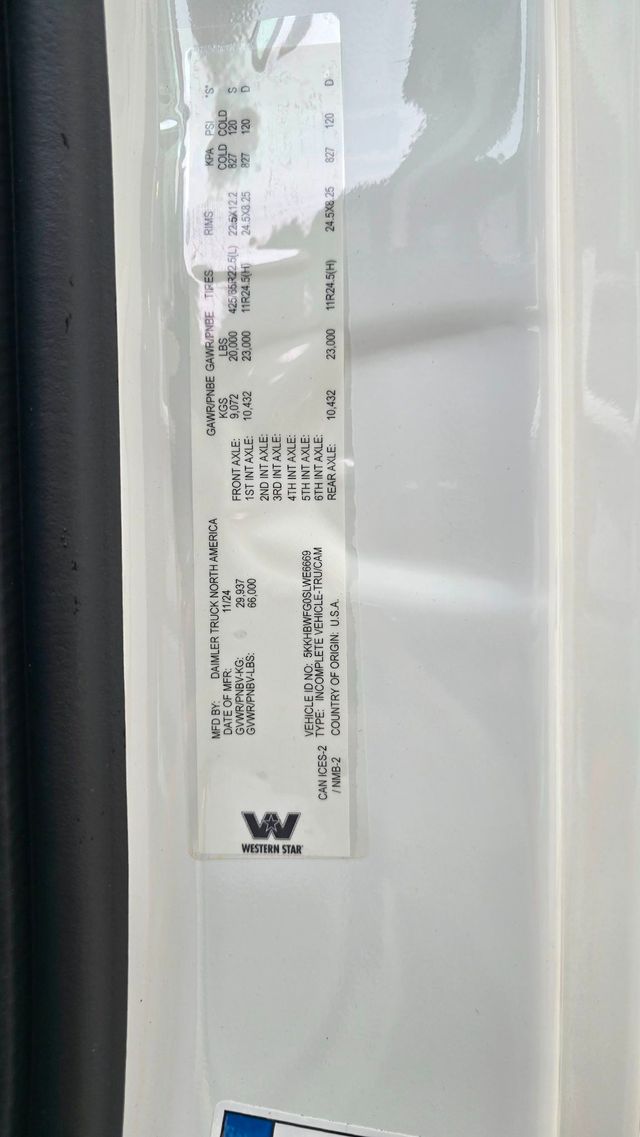 WESTERN STAR
MFD BY: DAIMLER TRUCK NORTH AMERICA
DATE OF MFR: 11/24
GVWR/PNBV-KG: 29,937
GVWR/PNBV-LBS: 66,000
VEHICLE ID NO: 5KKHBWFG0SLWE6669
TYPE: INCOMPLETE VEHICLE-TRU/CAM
COUNTRY OF ORIGIN: U.S.A.
CAN ICES-2
/ NMB-2
GAWR/PNBE GAWR/PNBE TIRES RIMS KPA PSI "S"
KGS LBS COLD COLD
FRONT AXLE: 9,072 20,000 425/65R22.5(L) 22.5X12.2 827 120 S
1ST INT AXLE: 10,432 23,000 11R24.5(H) 24.5X8.25 827 120 D
2ND INT AXLE:
3RD INT AXLE:
4TH INT AXLE:
5TH INT AXLE:
6TH INT AXLE:
REAR AXLE: 10,432 23,000 11R24.5(H) 24.5X8.25 827 120 D